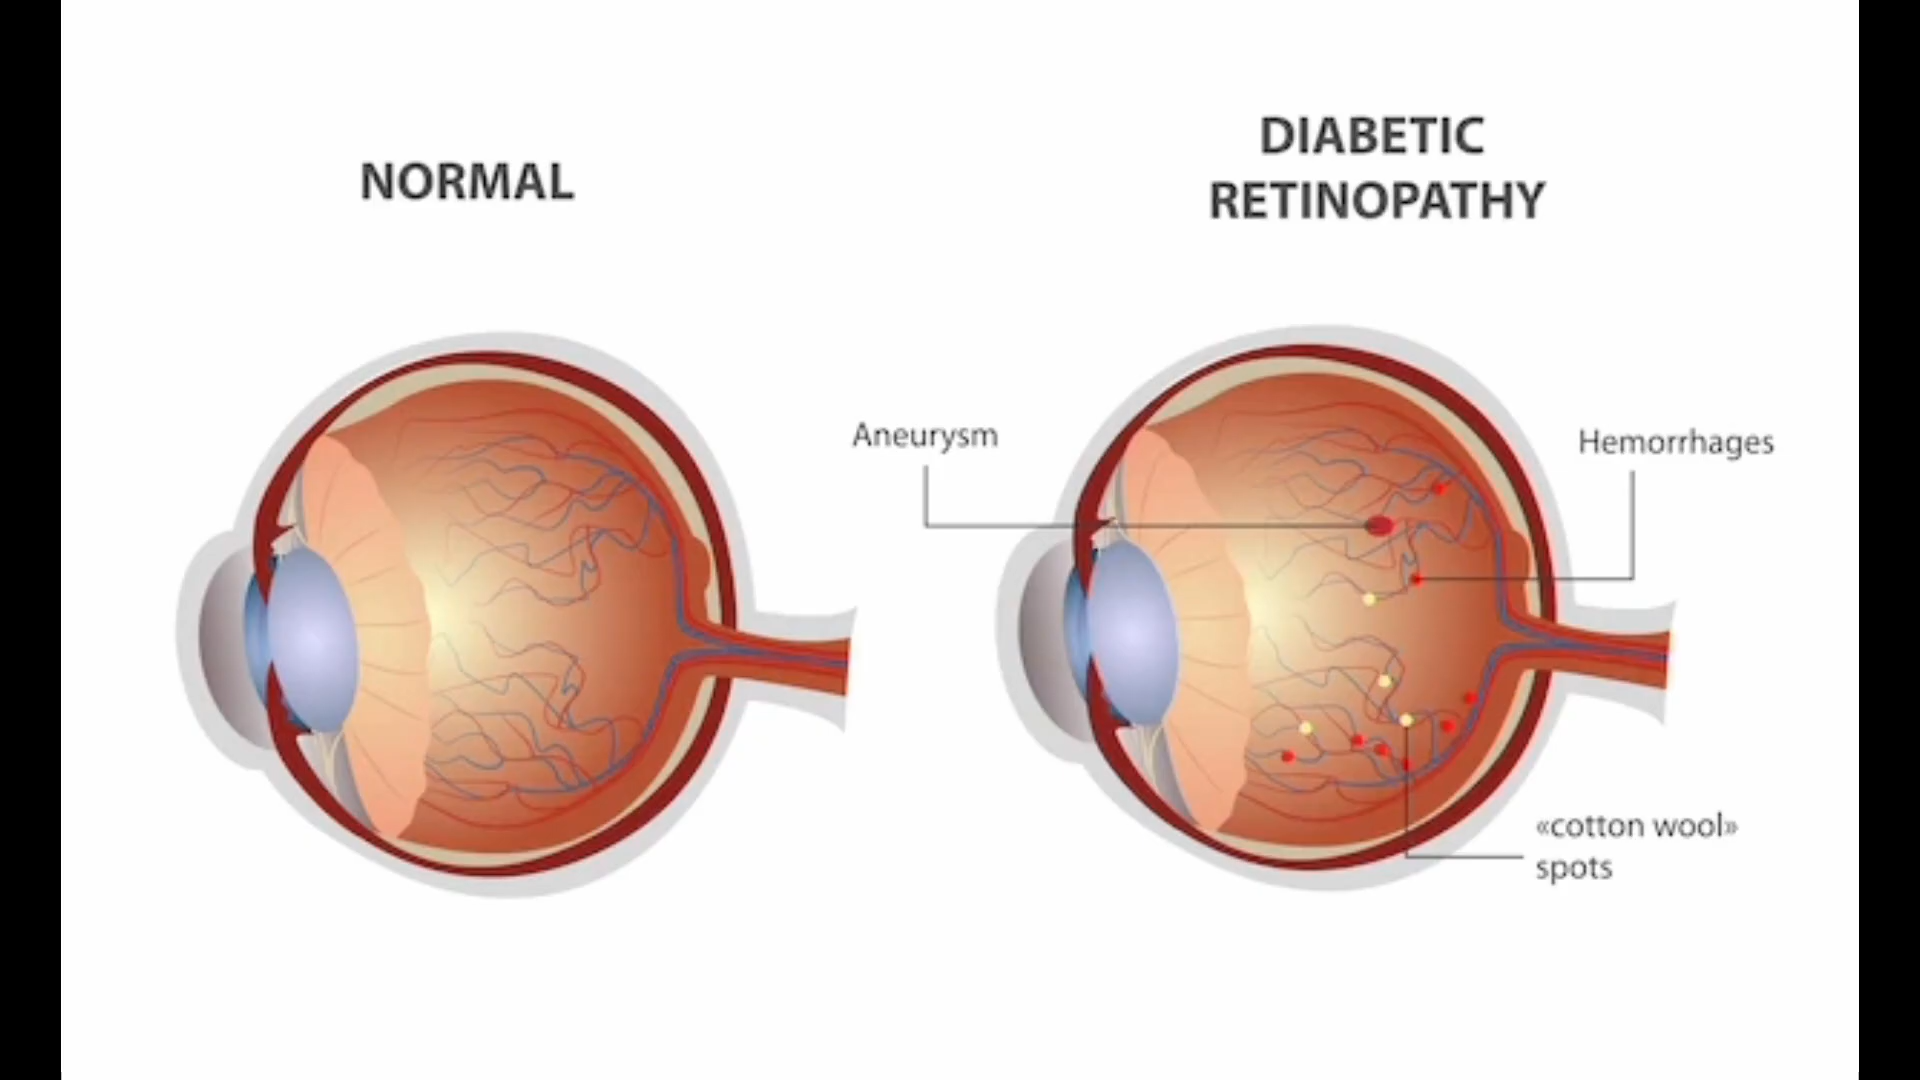 NORMAL
DIABETIC
RETINOPATHY
Aneurysm
Hemorrhages
«cotton wool»
spots